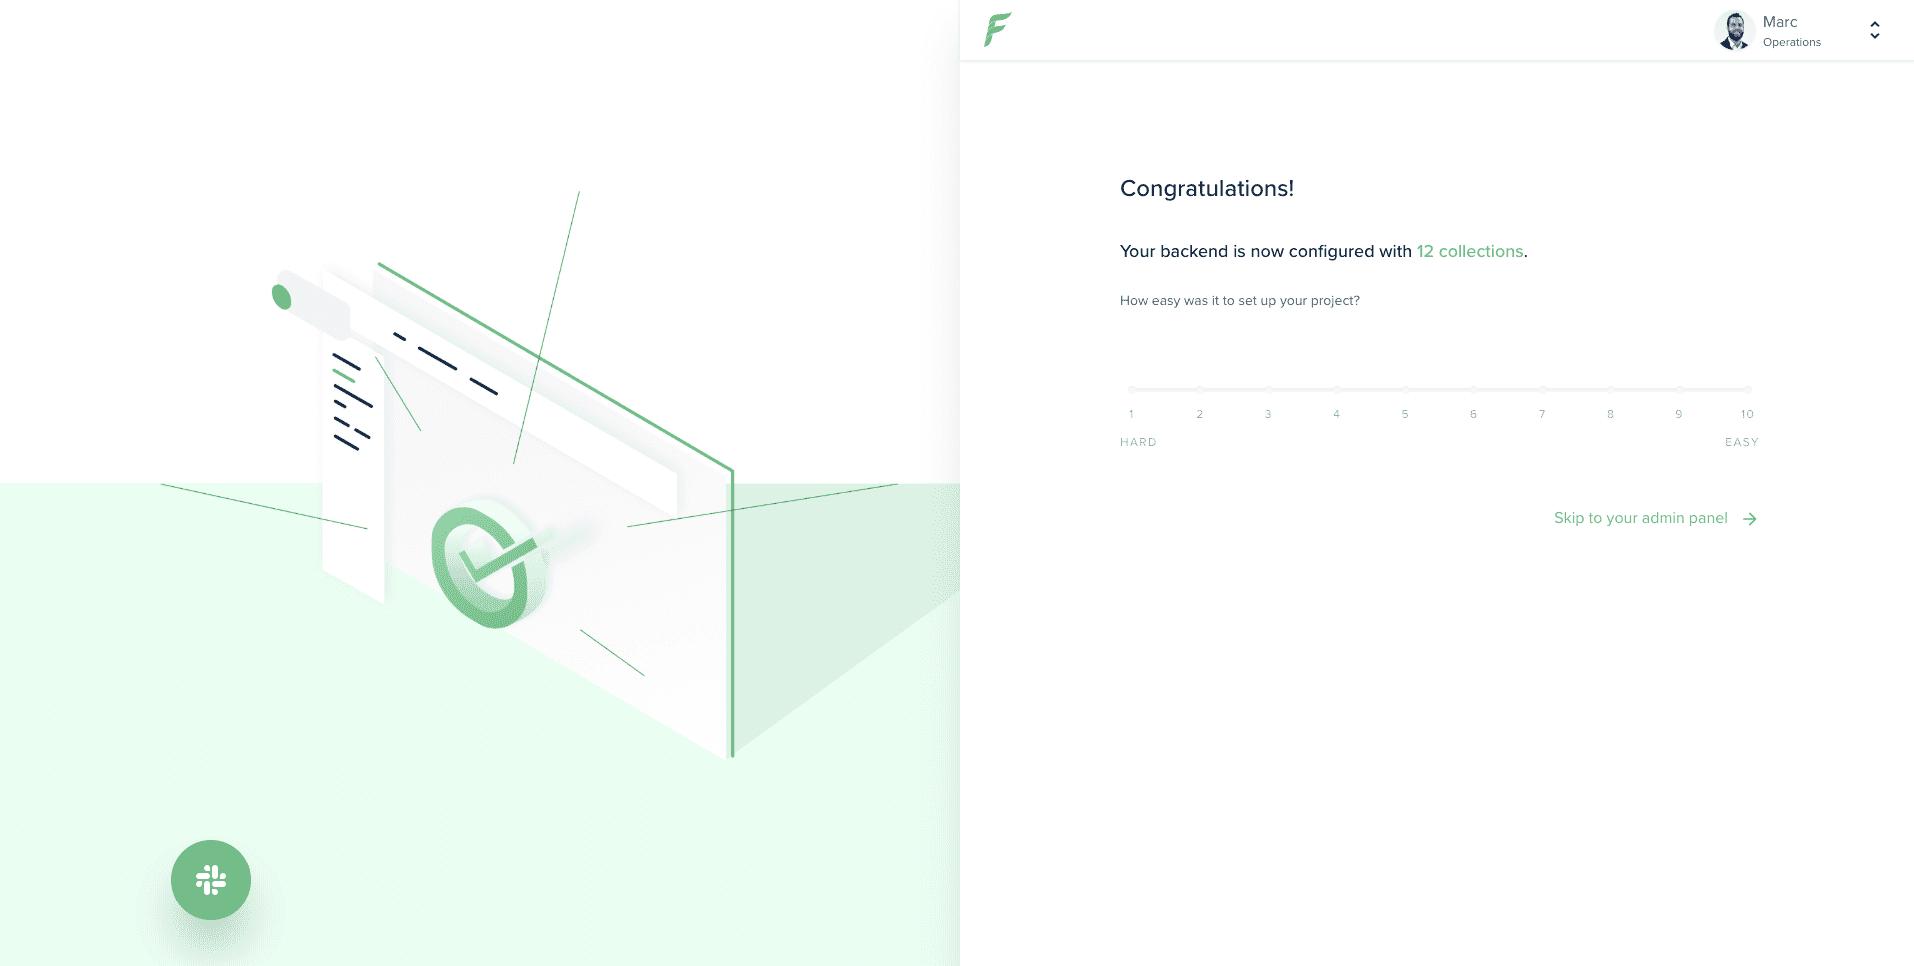 Marc
Operations
Congratulations!
Your backend is now configured with 12 collections.
How easy was it to set up your project?
1 2 3 4 5 6 7 8 9 10
HARD EASY
Skip to your admin panel